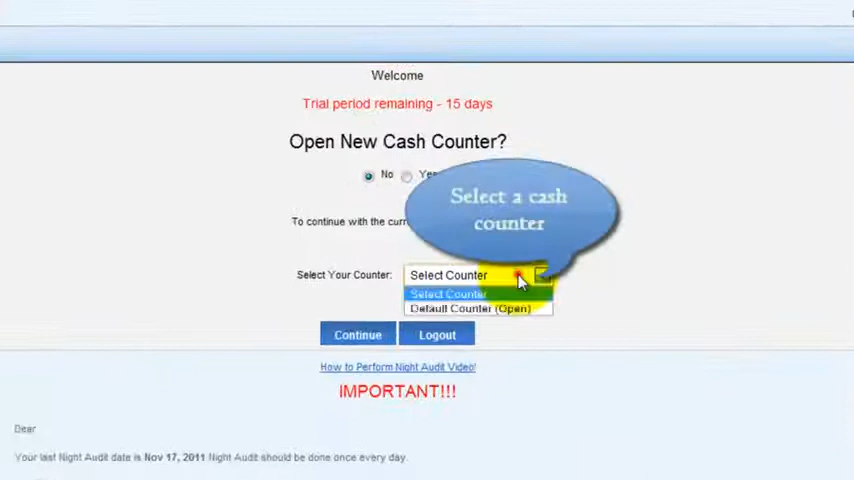 Welcome
Trial period remaining - 15 days
Open New Cash Counter?
No Yes
Select a cash
counter
To continue with the curr
Select Your Counter: Select Counter
Select Counter
Default Counter (Open)
Continue Logout
How to Perform Night Audit Video!
IMPORTANT!!!
Dear
Your last Night Audit date is Nov 17, 2011 Night Audit should be done once every day.